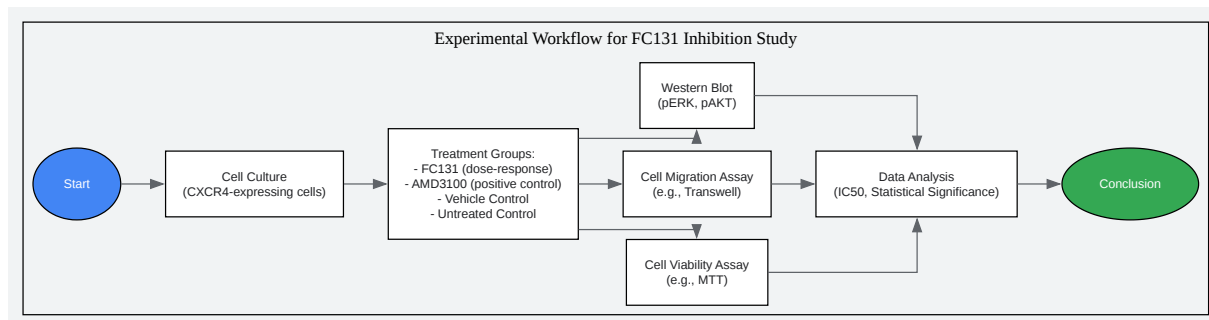 Experimental Workflow for FC131 Inhibition Study
Start
Cell Culture
(CXCR4-expressing cells)
Treatment Groups:
- FC131 (dose-response)
- AMD3100 (positive control)
- Vehicle Control
- Untreated Control
Western Blot
(pERK, pAKT)
Cell Migration Assay
(e.g., Transwell)
Cell Viability Assay
(e.g., MTT)
Data Analysis
(IC50, Statistical Significance)
Conclusion